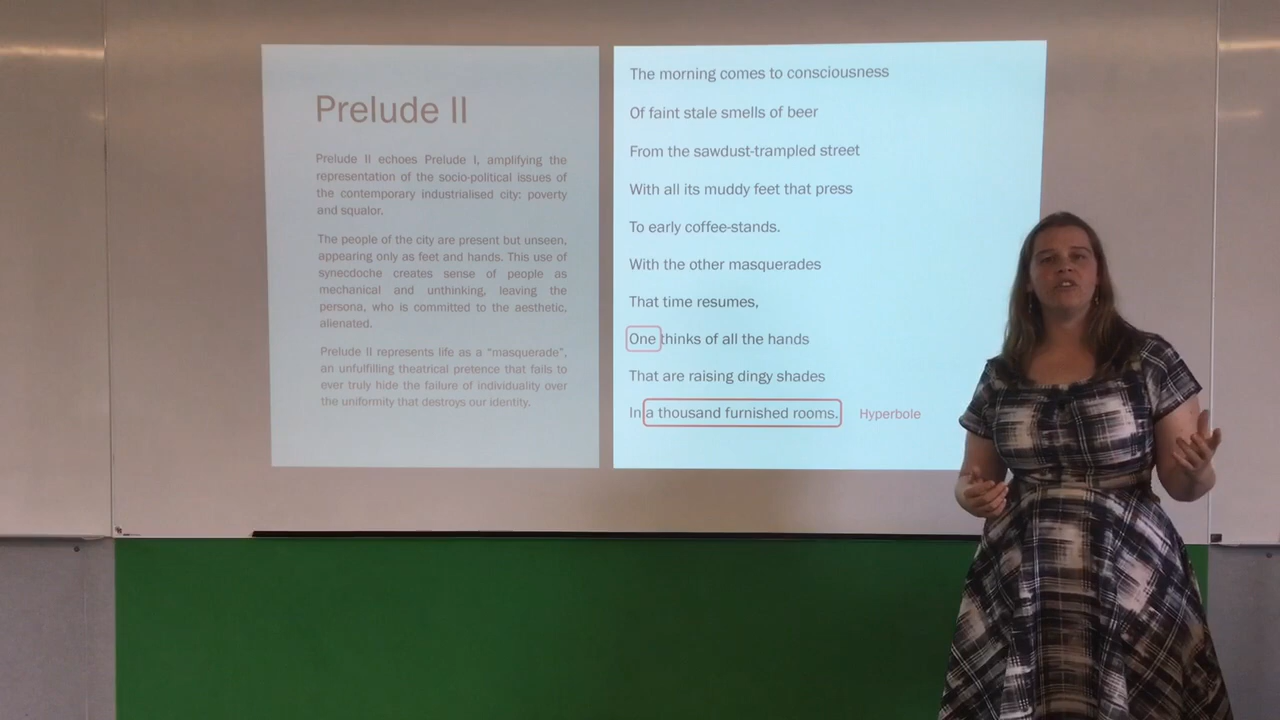 Prelude II
Prelude II echoes Prelude I, amplifying the
representation of the socio-political issues of
the contemporary industrialised city: poverty
and squalor.
The people of the city are present but unseen,
appearing only as feet and hands. This use of
synecdoche creates sense of people as
mechanical and unthinking, leaving the
persona, who is committed to the aesthetic,
alienated.
Prelude II represents life as a “masquerade”,
an unfulfilling theatrical pretence that fails to
ever truly hide the failure of individuality over
the uniformity that destroys our identity.
The morning comes to consciousness
Of faint stale smells of beer
From the sawdust-trampled street
With all its muddy feet that press
To early coffee-stands.
With the other masquerades
That time resumes,
One thinks of all the hands
That are raising dingy shades
In a thousand furnished rooms. Hyperbole